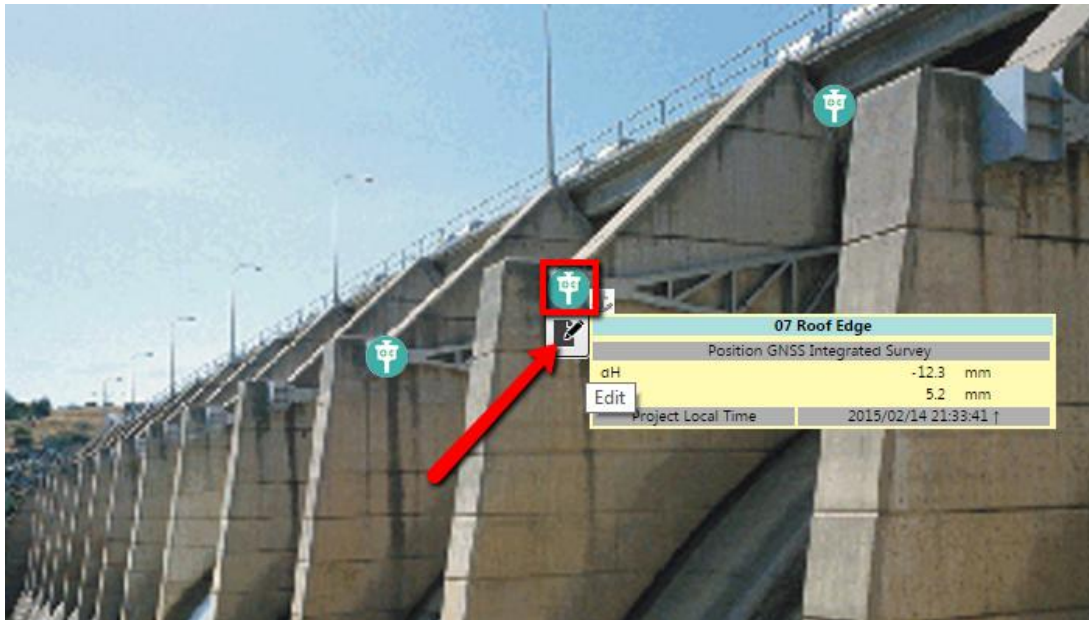 07 Roof Edge
Position GNSS Integrated Survey
dH -12.3 mm
5.2 mm
Edit
Project Local Time 2015/02/14 21:33:41 ↑